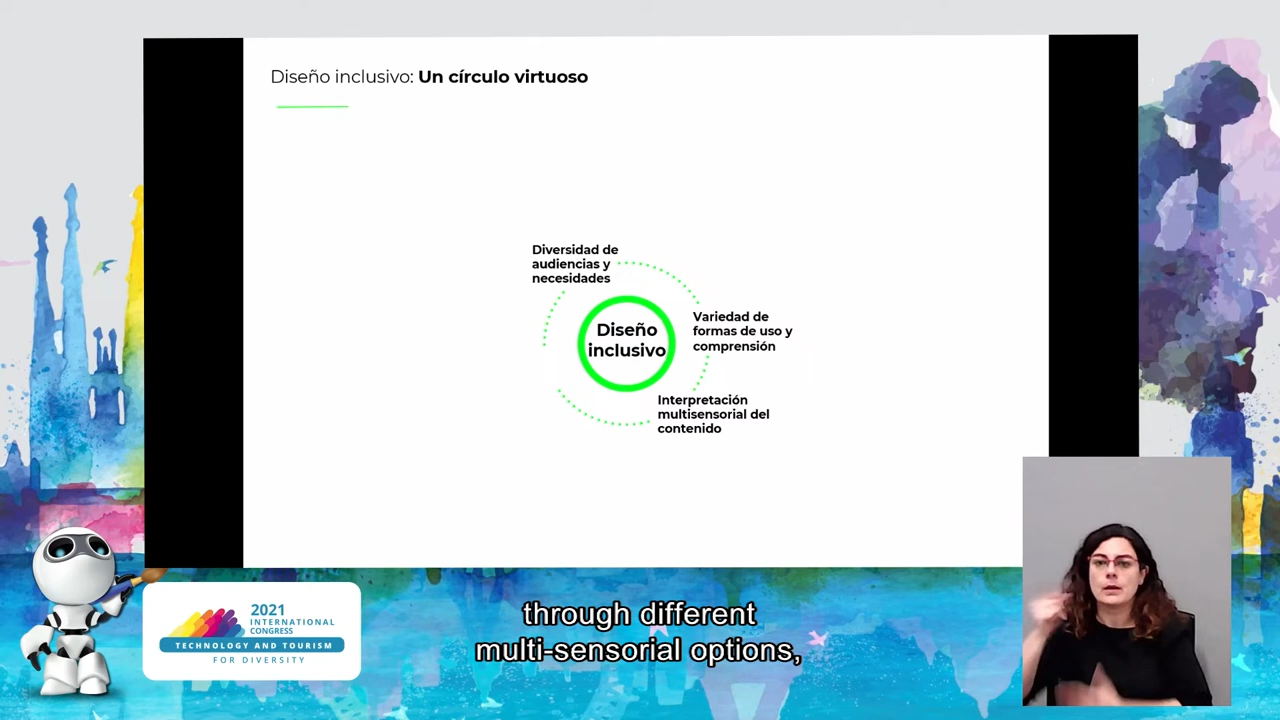 Diseño inclusivo: Un círculo virtuoso
Diversidad de
audiencias y
necesidades
Diseño
inclusivo
Variedad de
formas de uso y
comprensión
Interpretación
multisensorial del
contenido
2021
INTERNATIONAL
CONGRESS
TECHNOLOGY AND TOURISM
FOR DIVERSITY
through different
multi-sensorial options,